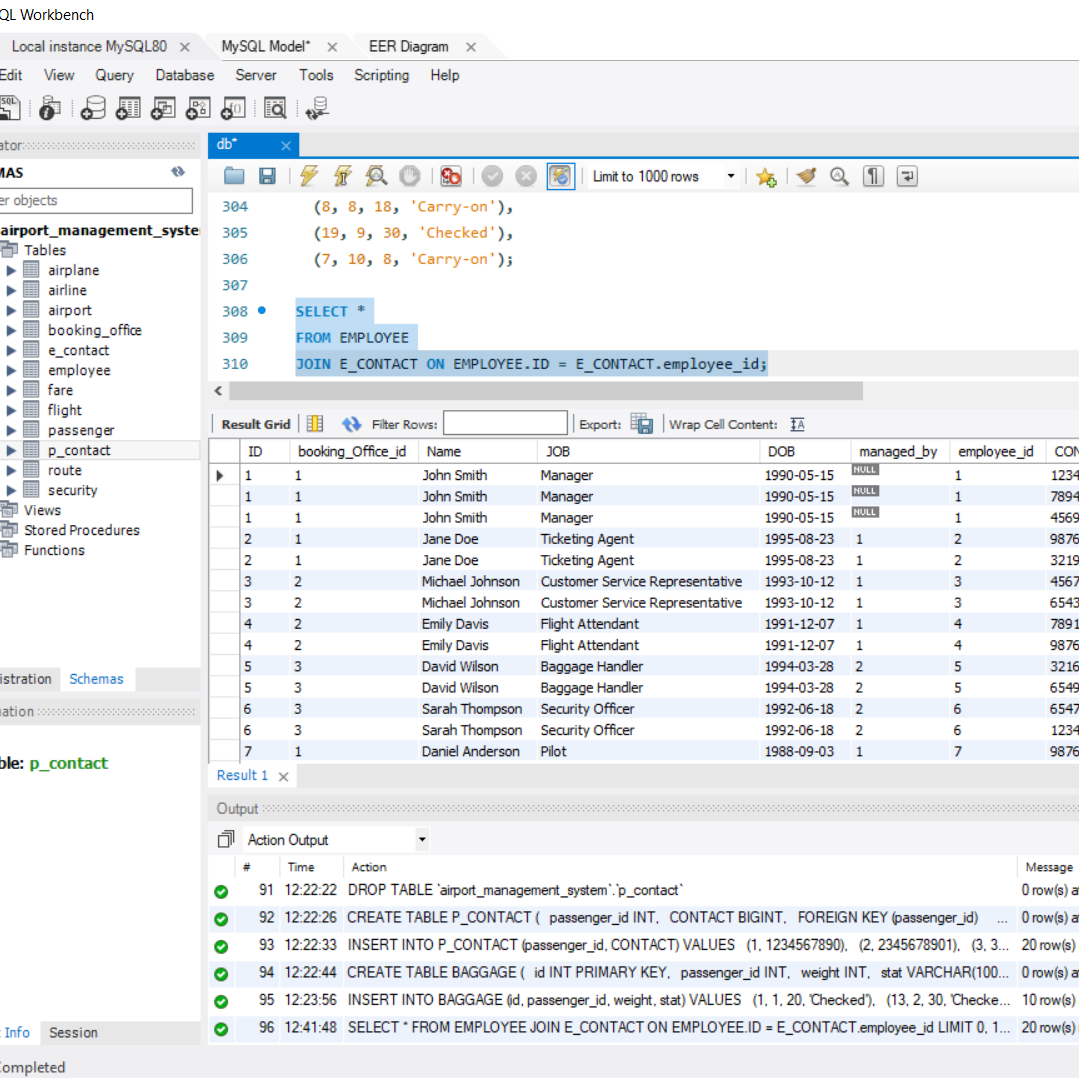 QL Workbench
Local instance MySQL80 MySQL Model* EER Diagram
Edit View Query Database Server Tools Scripting Help
ator
db*
MAS
Limit to 1000 rows
er objects
304 (8, 8, 18, 'Carry-on'),
305 (19, 9, 30, 'Checked'),
306 (7, 10, 8, 'Carry-on');
307
308 SELECT *
309 FROM EMPLOYEE
310 JOIN E_CONTACT ON EMPLOYEE.ID = E_CONTACT.employee_id;
airport_management_syste
Tables
airplane
airline
airport
booking_office
e_contact
employee
fare
flight
passenger
p_contact
route
security
Views
Stored Procedures
Functions
istration Schemas
ation
ble: p_contact
Info Session
ompleted
Result Grid Filter Rows: Export: Wrap Cell Content: IA
ID booking_Office_id Name JOB DOB managed_by employee_id CON
1 1 John Smith Manager 1990-05-15 NULL 1 1234
1 1 John Smith Manager 1990-05-15 NULL 1 7894
1 1 John Smith Manager 1990-05-15 NULL 1 4569
2 1 Jane Doe Ticketing Agent 1995-08-23 1 2 9876
2 1 Jane Doe Ticketing Agent 1995-08-23 1 2 3219
3 2 Michael Johnson Customer Service Representative 1993-10-12 1 3 4567
3 2 Michael Johnson Customer Service Representative 1993-10-12 1 3 6543
4 2 Emily Davis Flight Attendant 1991-12-07 1 4 7891
4 2 Emily Davis Flight Attendant 1991-12-07 1 4 9876
5 3 David Wilson Baggage Handler 1994-03-28 2 5 3216
5 3 David Wilson Baggage Handler 1994-03-28 2 5 6549
6 3 Sarah Thompson Security Officer 1992-06-18 2 6 6547
6 3 Sarah Thompson Security Officer 1992-06-18 2 6 1234
7 1 Daniel Anderson Pilot 1988-09-03 1 7 9876
Result 1
Output
Action Output
# Time Action Message
91 12:22:22 DROP TABLE `airport_management_system`.`p_contact` 0 row(s) a
92 12:22:26 CREATE TABLE P_CONTACT ( passenger_id INT, CONTACT BIGINT, FOREIGN KEY (passenger_id) ... 0 row(s) a
93 12:22:33 INSERT INTO P_CONTACT (passenger_id, CONTACT) VALUES (1, 1234567890), (2, 2345678901), (3, 3... 20 row(s)
94 12:22:44 CREATE TABLE BAGGAGE ( id INT PRIMARY KEY, passenger_id INT, weight INT, stat VARCHAR(100... 0 row(s) a
95 12:23:56 INSERT INTO BAGGAGE (id, passenger_id, weight, stat) VALUES (1, 1, 20, 'Checked'), (13, 2, 30, 'Checke... 10 row(s)
96 12:41:48 SELECT * FROM EMPLOYEE JOIN E_CONTACT ON EMPLOYEE.ID = E_CONTACT.employee_id LIMIT 0, 1... 20 row(s)